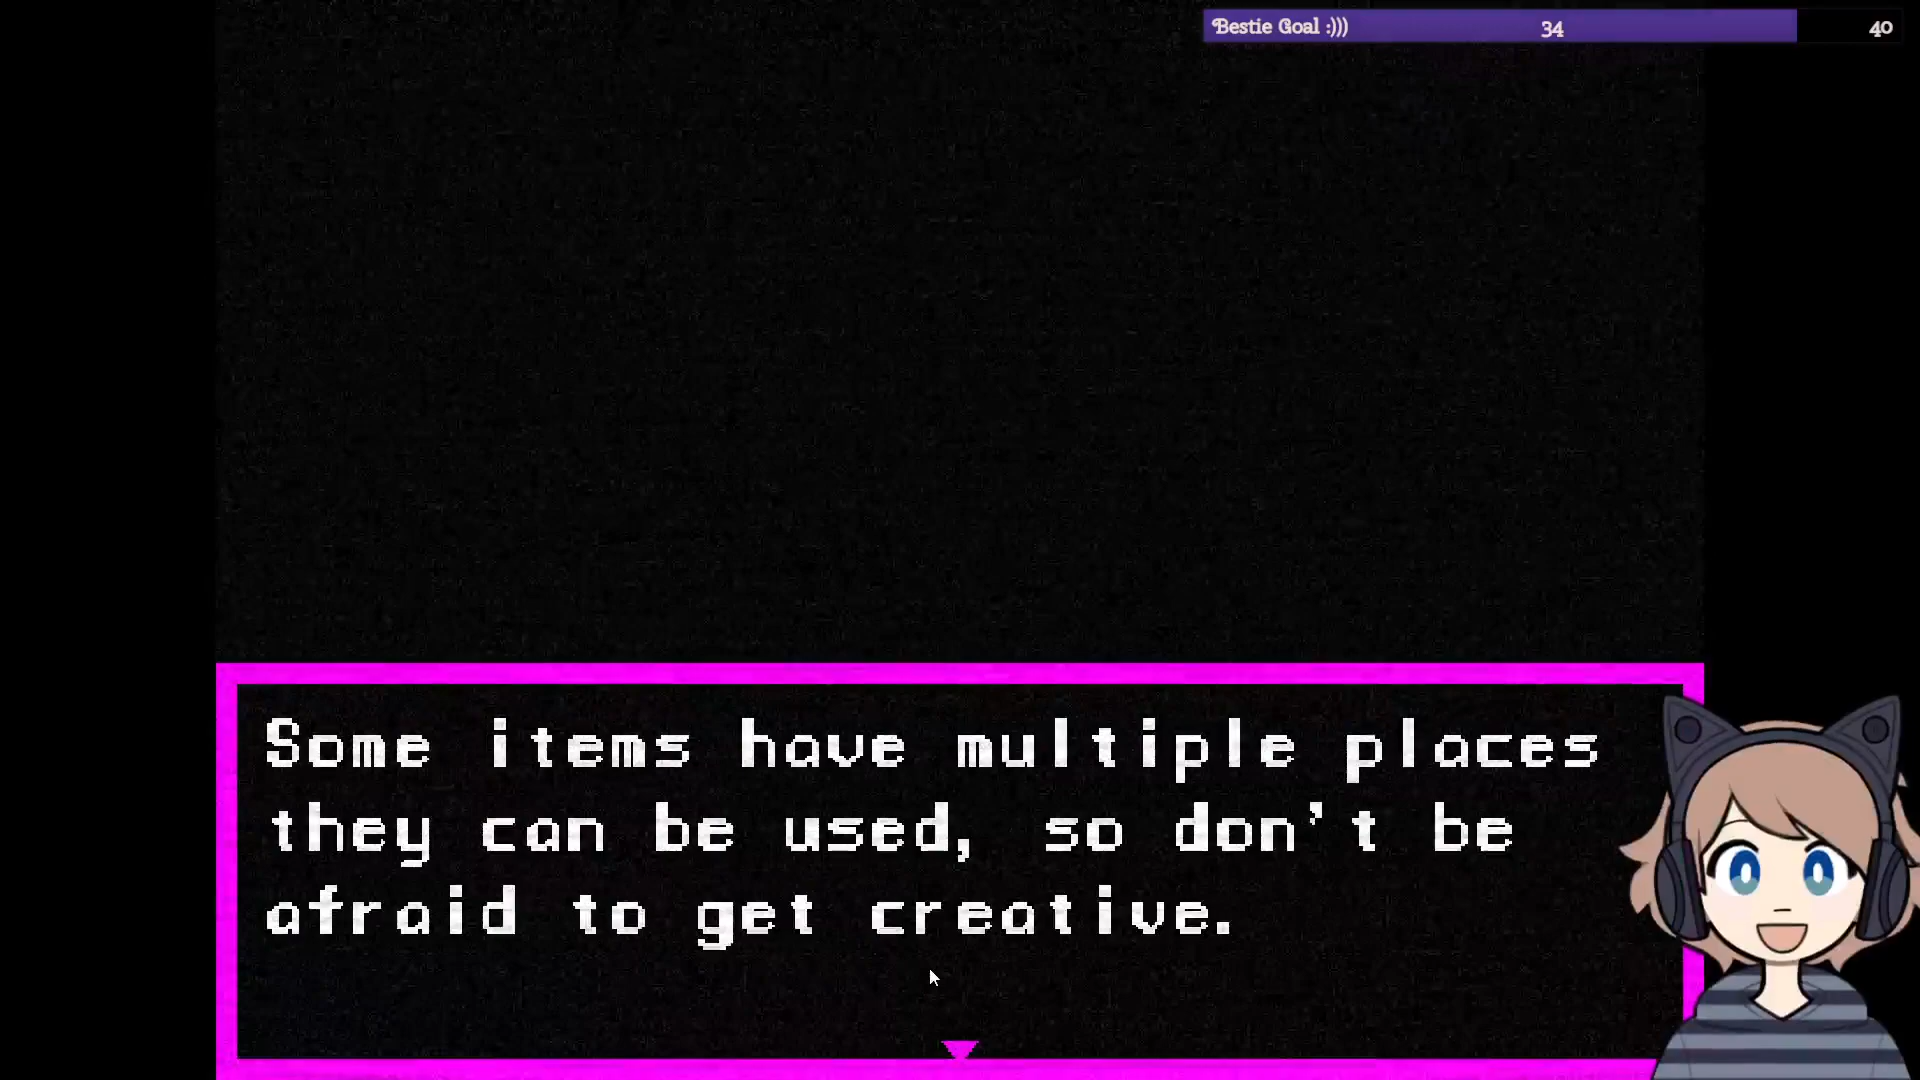 Bestie Goal :))) 34 40
Some items have multiple places
they can be used, so don't be
afraid to get creative.